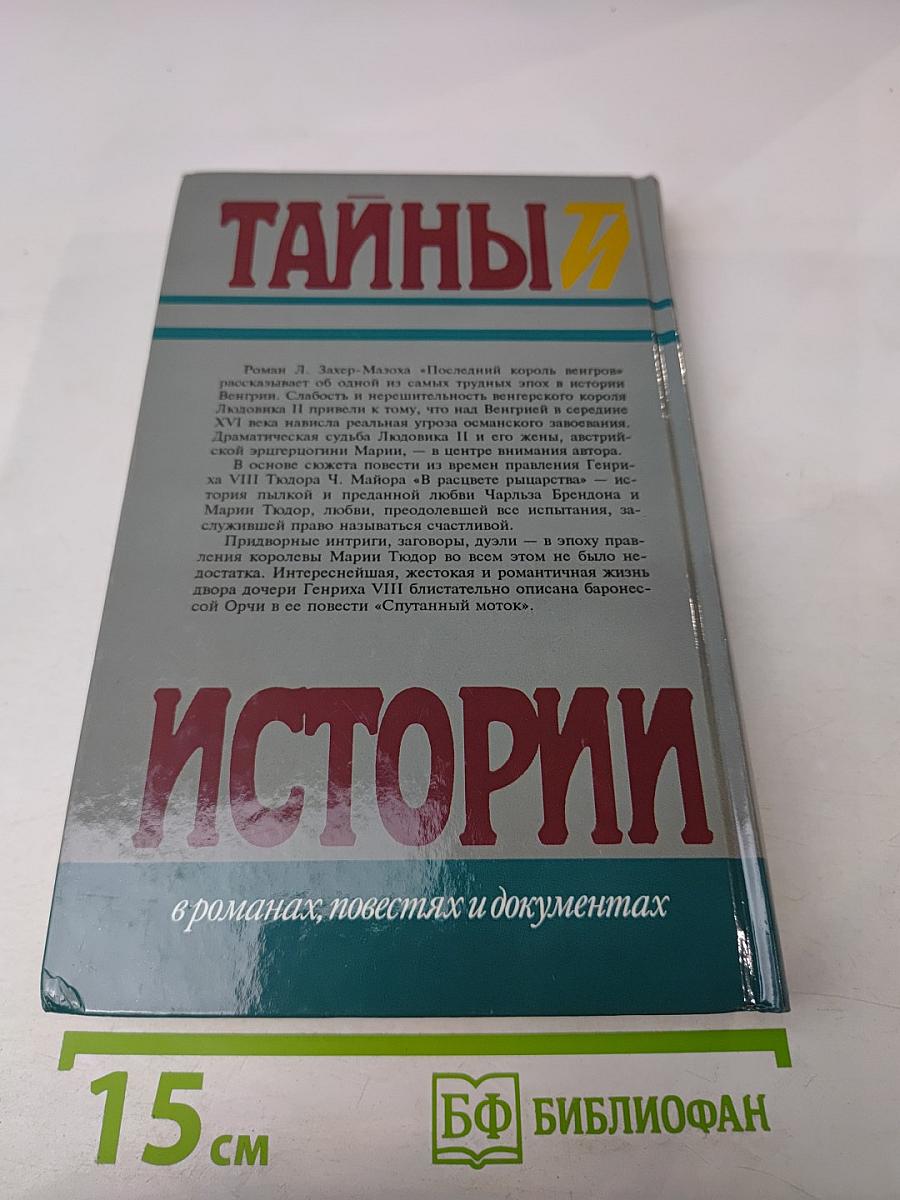 ТАЙНЫ ТИ
Роман Л. Захер-Мазоха «Последний король венгров»
рассказывает об одной из самых трудных эпох в истории
Венгрии. Слабость и нерешительность венгерского короля
Людовика II привели к тому, что над Венгрией в середине
XVI века нависла реальная угроза османского завоевания.
Драматическая судьба Людовика II и его жены, австрий-
ской эрцгерцогини Марии, — в центре внимания автора.
В основе сюжета повести из времен правления Генри-
ха VIII Тюдора Ч. Майора «В расцвете рыцарства» — ис-
тория пылкой и преданной любви Чарльза Брендона и
Марии Тюдор, любви, преодолевшей все испытания, за-
служившей право называться счастливой.
Придворные интриги, заговоры, дуэли — в эпоху прав-
ления королевы Марии Тюдор во всем этом не было не-
достатка. Интереснейшая, жестокая и романтичная жизнь
двора дочери Генриха VIII блистательно описана баронес-
сой Орчи в ее повести «Спутанный моток».
ИСТОРИИ
в романах, повестях и документах
15 см
БФ БИБЛИОФАН